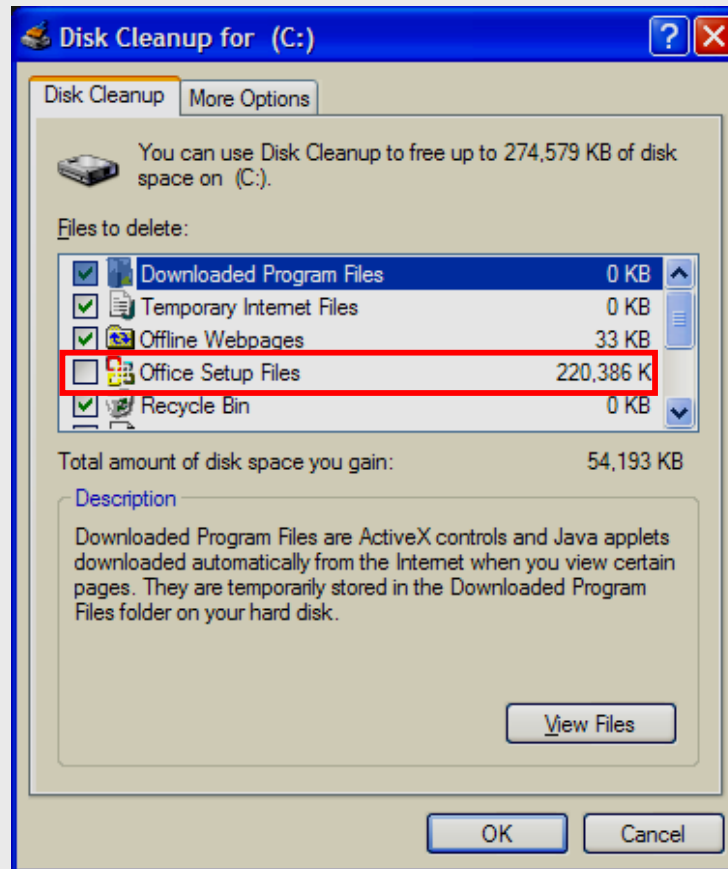 Disk Cleanup for (C:)
Disk Cleanup
More Options
You can use Disk Cleanup to free up to 274,579 KB of disk
space on (C:).
Files to delete:
Downloaded Program Files 0 KB
Temporary Internet Files 0 KB
Offline Webpages 33 KB
Office Setup Files 220,386 K
Recycle Bin 0 KB
Total amount of disk space you gain: 54,193 KB
Description
Downloaded Program Files are ActiveX controls and Java applets
downloaded automatically from the Internet when you view certain
pages. They are temporarily stored in the Downloaded Program
Files folder on your hard disk.
View Files
OK
Cancel